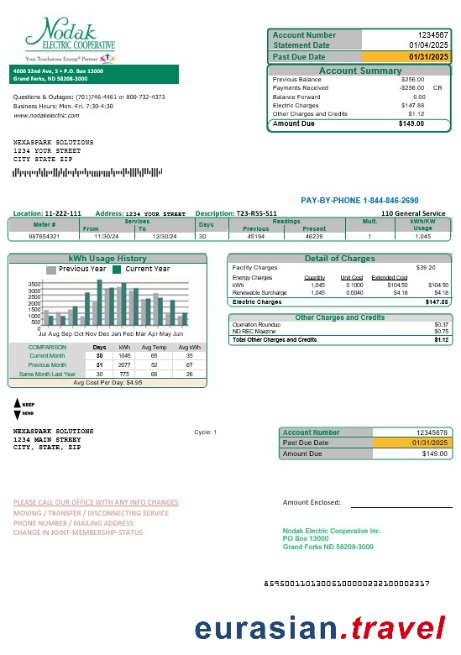 Nodak
ELECTRIC COOPERATIVE
Your Touchstone Energy® Partner
4000 32nd Ave, S • P.O. Box 13000
Grand Forks, ND 58208-3000
Questions & Outages: (701)746-4461 or 800-732-4373
Business Hours: Mon.-Fri. 7:30-4:30
www.nodakelectric.com
Account Number 1234567
Statement Date 01/04/2025
Past Due Date 01/31/2025
Account Summary
Previous Balance $256.00
Payments Received -$256.00 CR
Balance Forward 0.00
Electric Charges $147.88
Other Charges and Credits $1.12
Amount Due $149.00
NEXASPARK SOLUTIONS
1234 YOUR STREET
CITY STATE ZIP
PAY-BY-PHONE 1-844-846-2690
Location: 11-222-111 Address: 1234 YOUR STREET Description: T23-R55-S11 110 General Service
Meter # Services Days Readings Mult. kWh/KW
From To Previous Present Usage
987654321 11/30/24 12/30/24 30 45194 46239 1 1,045
kWh Usage History
Previous Year Current Year
3500
3000
2500
2000
1500
1000
500
0
Jul Aug Sep Oct Nov Dec Jan Feb Mar Apr May Jun
COMPARISON Days kWh Avg Temp Avg kWh
Current Month 30 1045 65 35
Previous Month 31 2077 52 67
Same Month Last Year 30 775 68 26
Avg Cost Per Day: $4.95
Detail of Charges
Facility Charges $39.20
Energy Charges Quantity Unit Cost Extended Cost
kWh 1,045 0.1000 $104.50 $104.50
Renewable Surcharge 1,045 0.0040 $4.18 $4.18
Electric Charges $147.88
Other Charges and Credits
Operation Roundup $0.37
ND REC Magzine $0.75
Total Other Charges and Credits $1.12
KEEP
SEND
NEXASPARK SOLUTIONS
1234 MAIN STREEY
CITY, STATE, ZIP
Cycle: 1
Account Number 12345678
Past Due Date 01/31/2025
Amount Due $149.00
PLEASE CALL OUR OFFICE WITH ANY INFO CHANGES
MOVING / TRANSFER / DISCONNECTING SERVICE
PHONE NUMBER / MAILING ADDRESS
CHANGE IN JOINT-MEMBERSHIP-STATUS
Amount Enclosed:
Nodak Electric Cooperative Inc
PO Box 13000
Grand Forks ND 58208-3000
eurasian.travel